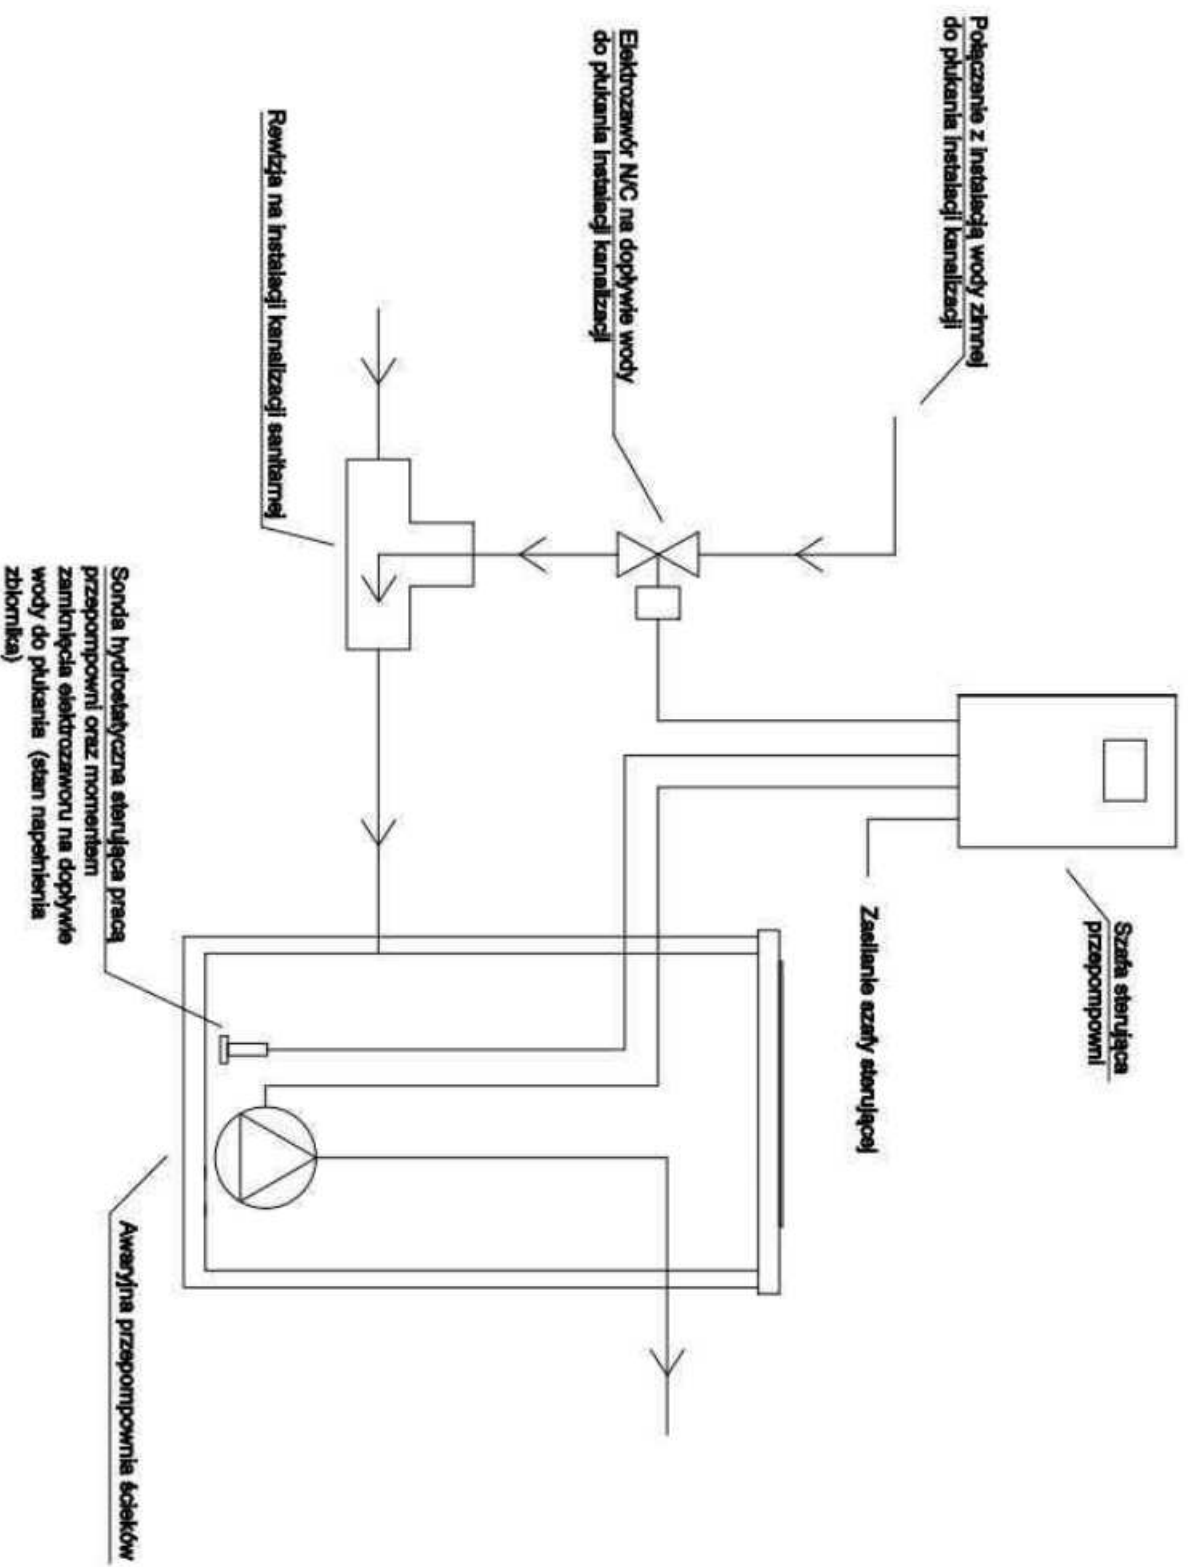 Połączenie z instalacją wody zimnej
do płukania instalacji kanalizacji
Elektrozawór N/C na dopływie wody
do płukania instalacji kanalizacji
Rewizja na instalacji kanalizacji sanitarnej
Szafa sterująca
przepompowni
Zasilanie szafy sterującej
Sonda hydrostatyczna sterująca pracą
przepompowni oraz momentem
zamknięcia elektrozaworu na dopływie
wody do płukania (stan napełnienia
zbiornika)
Awaryjna przepompownia ścieków